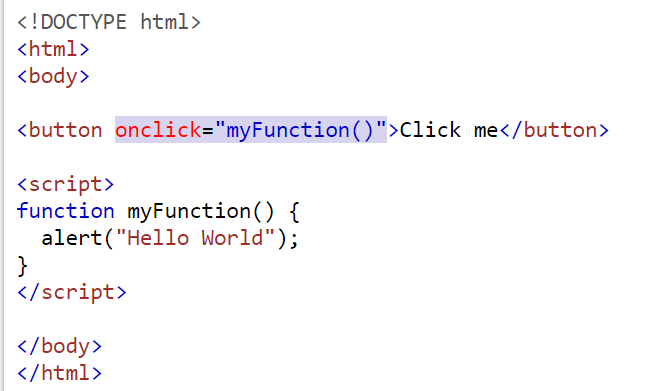 <!DOCTYPE html>
<html>
<body>
<button onclick="myFunction()">Click me</button>
<script>
function myFunction() {
  alert("Hello World");
}
</script>
</body>
</html>